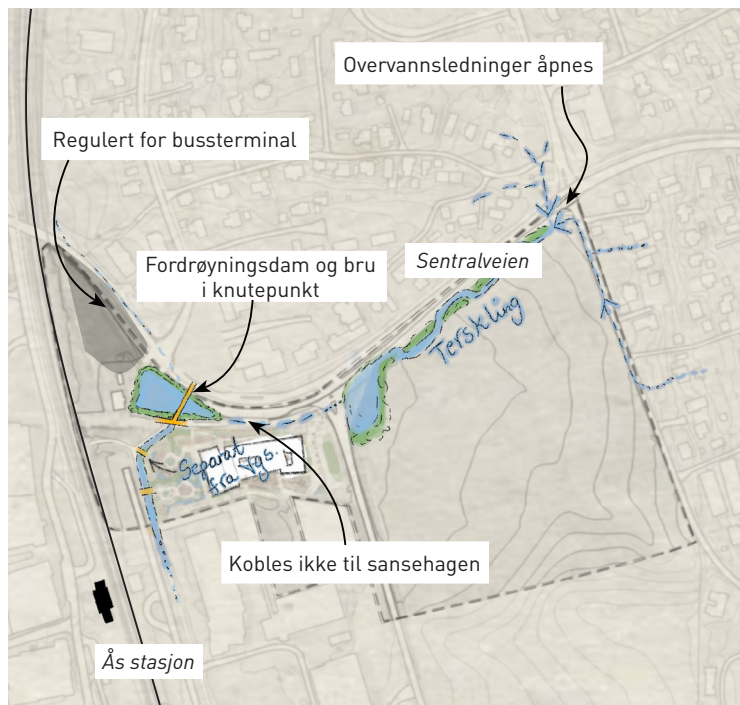 Overvannsledninger åpnes
Regulert for bussterminal
Fordrøyningsdam og bru
i knutepunkt
Sentralveien
Terskling
Separat
fra tgs.
Kobles ikke til sansehagen
Ås stasjon